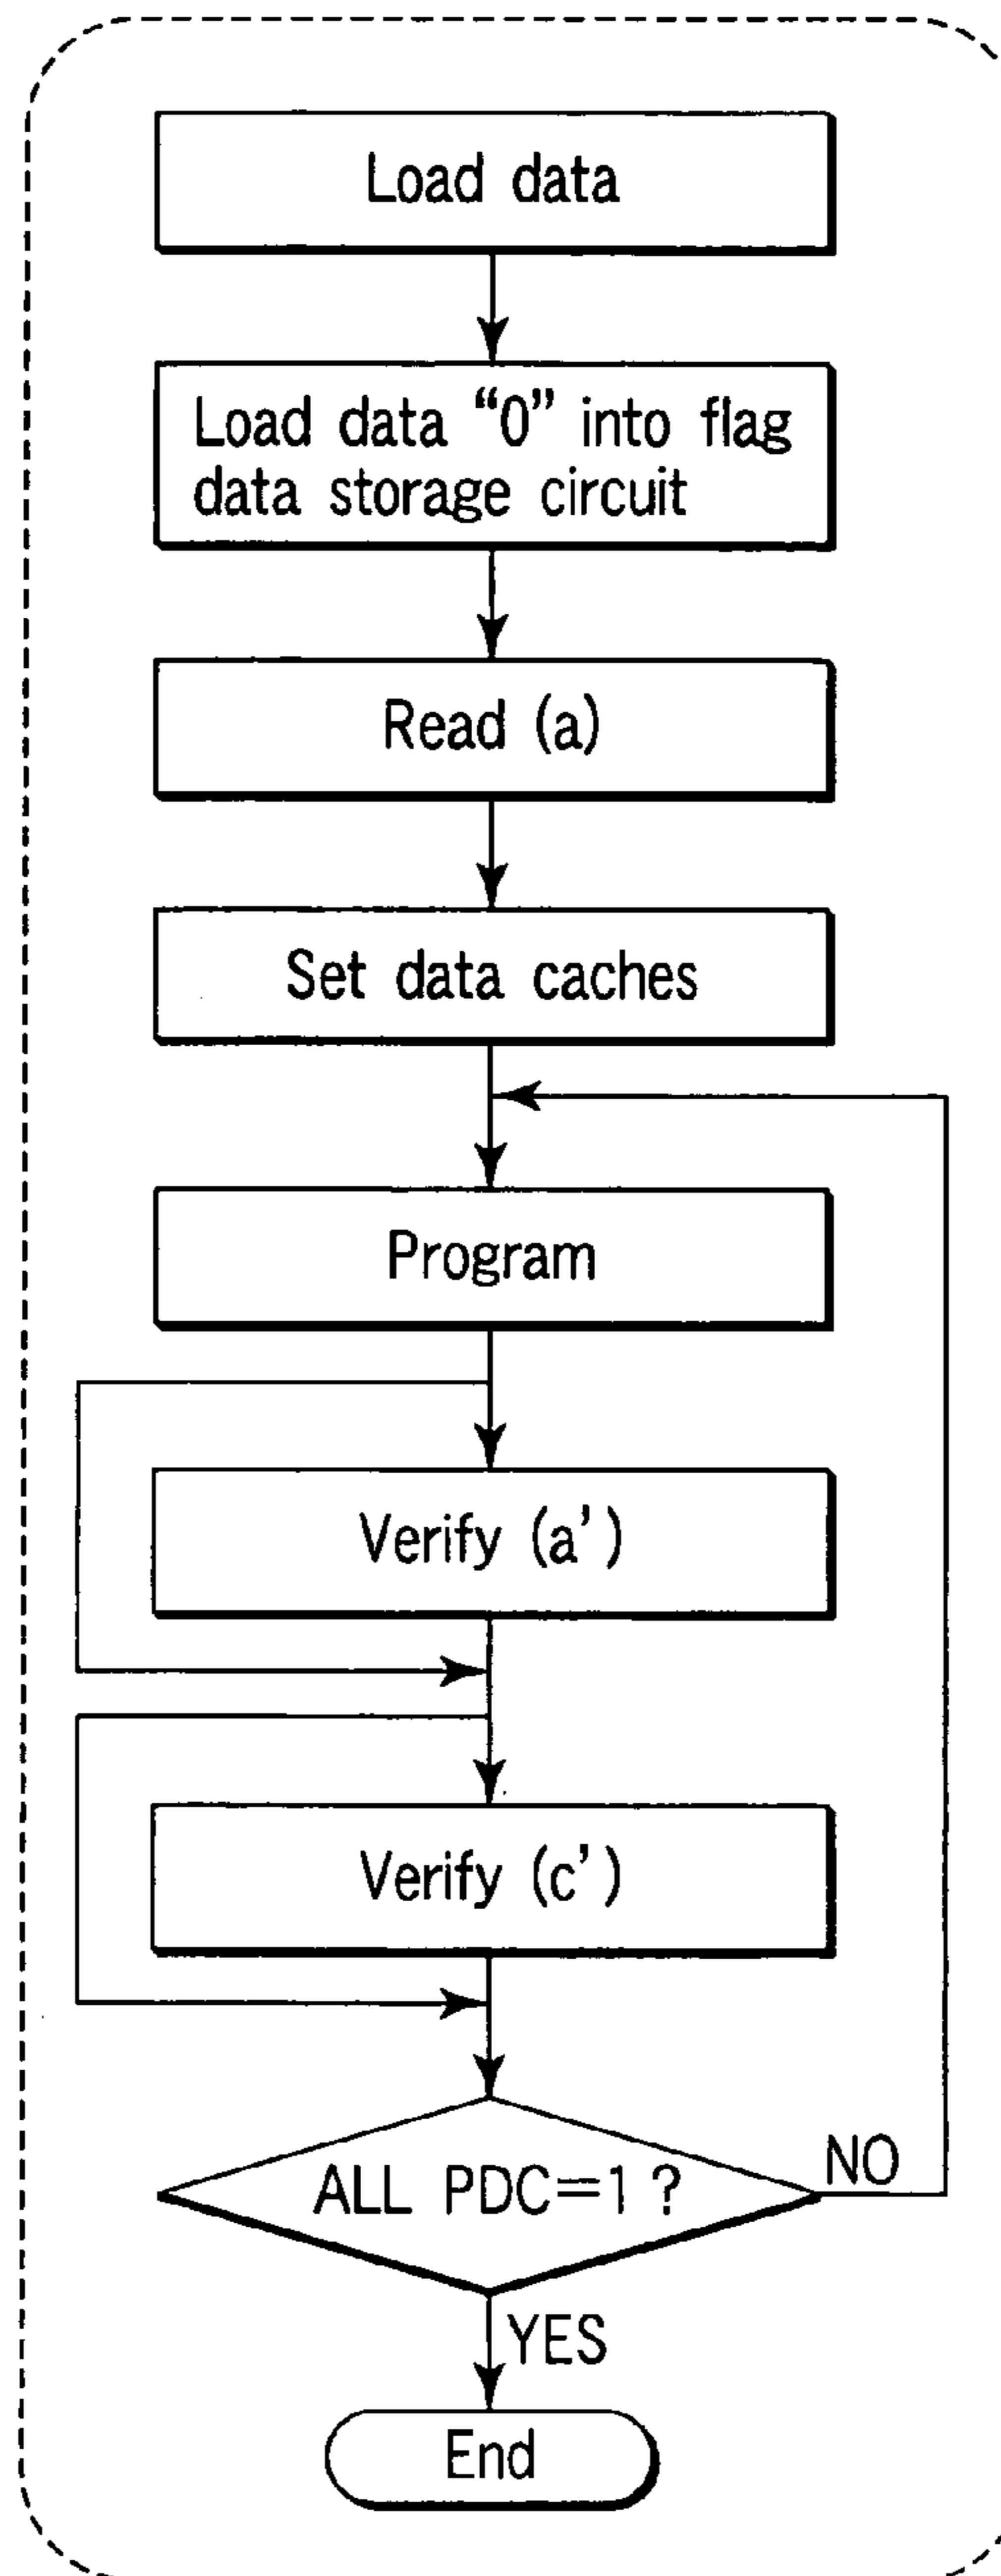 Load data
Load data “0” into flag
data storage circuit
Read (a)
Set data caches
Program
Verify (a’)
Verify (c’)
ALL PDC=1 ?
NO
YES
End